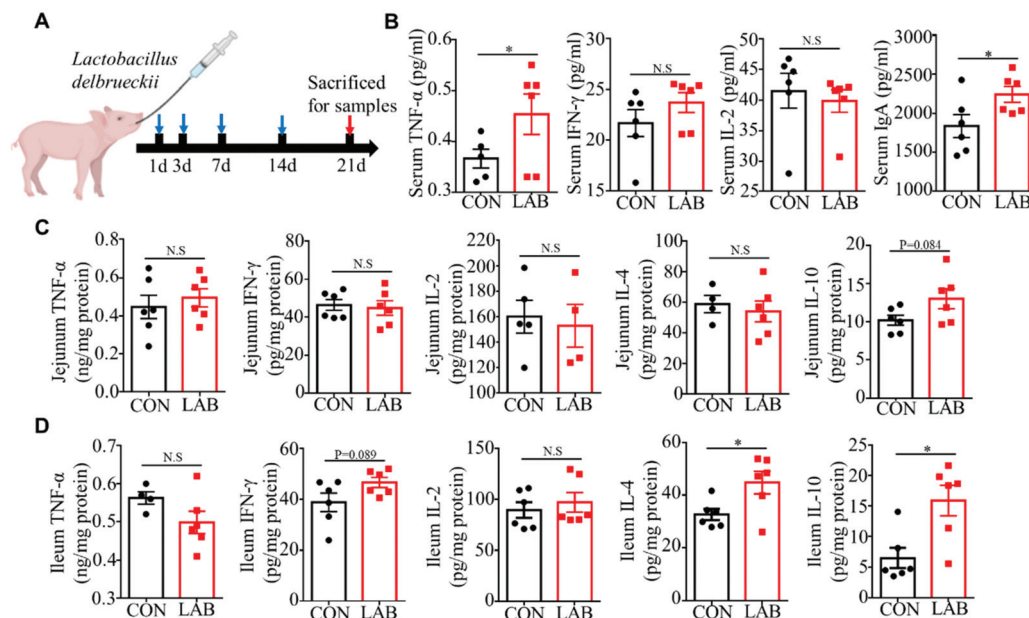 A
Lactobacillus
delbrueckii
Sacrificed
for samples
1d 3d 7d 14d 21d
B
Serum TNF-α (pg/ml)
0.6
0.5
0.4
0.3
*
CON LAB
Serum IFN-γ (pg/ml)
30
25
20
15
N.S
CON LAB
Serum IL-2 (pg/ml)
50
45
40
35
30
25
N.S
CON LAB
Serum IgA (pg/ml)
3000
2500
2000
1500
1000
*
CON LAB
C
Jejunum TNF-α
(ng/mg protein)
0.8
0.6
0.4
0.2
0.0
N.S
CON LAB
Jejunum IFN-γ
(pg/mg protein)
80
60
40
20
0
N.S
CON LAB
Jejunum IL-2
(pg/mg protein)
220
200
180
160
140
120
100
N.S
CON LAB
Jejunum IL-4
(pg/mg protein)
100
80
60
40
20
0
N.S
CON LAB
Jejunum IL-10
(pg/mg protein)
20
15
10
5
0
P=0.084
CON LAB
D
Ileum TNF-α
(ng/mg protein)
0.7
0.6
0.5
0.4
0.3
N.S
CON LAB
Ileum IFN-γ
(pg/mg protein)
60
40
20
0
P=0.089
CON LAB
Ileum IL-2
(pg/mg protein)
150
100
50
0
N.S
CON LAB
Ileum IL-4
(pg/mg protein)
60
40
20
0
*
CON LAB
Ileum IL-10
(pg/mg protein)
25
20
15
10
5
0
*
CON LAB